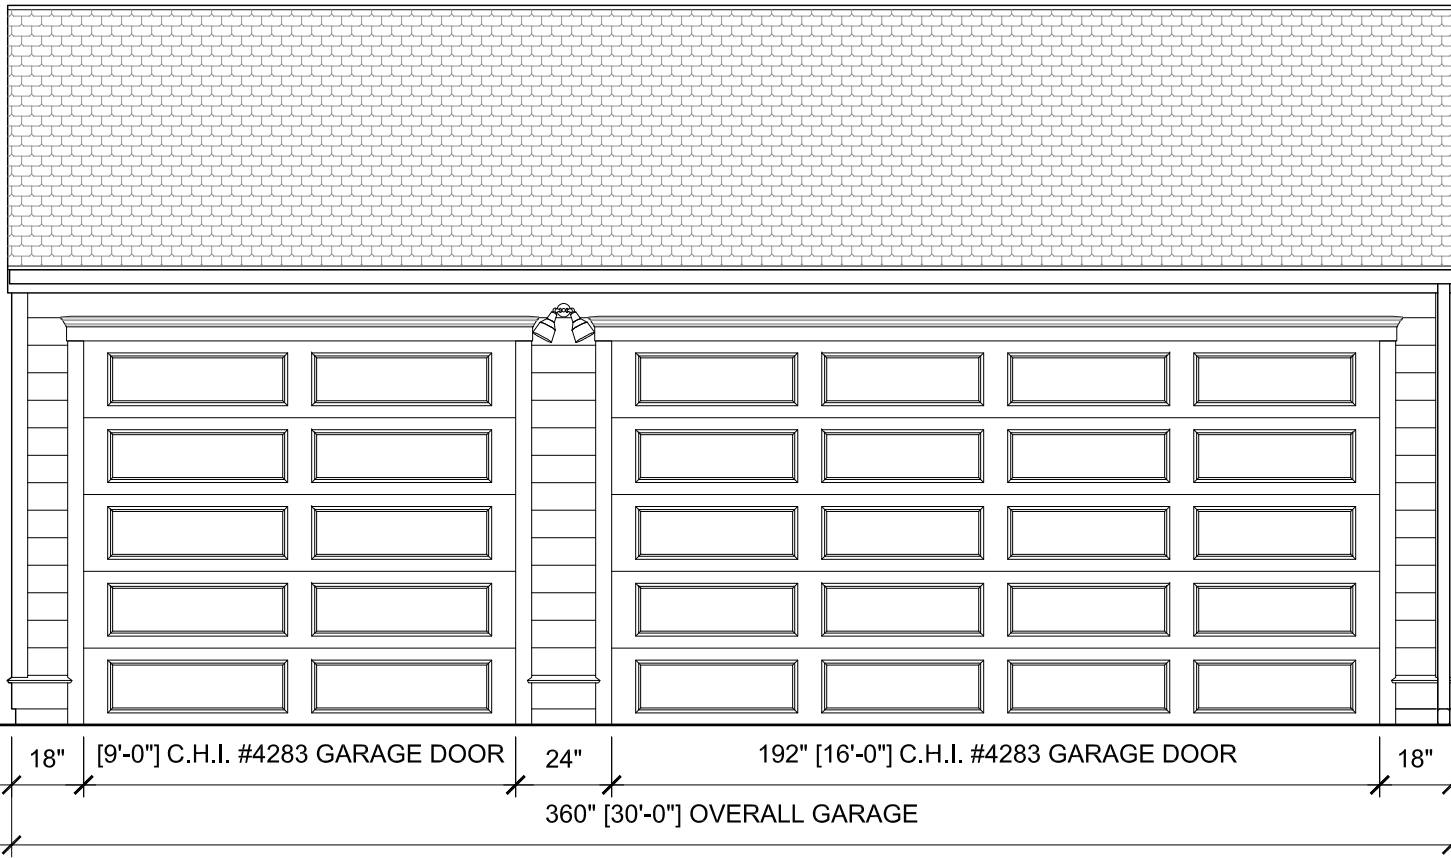 18" [9'-0"] C.H.I. #4283 GARAGE DOOR 24" 192" [16'-0"] C.H.I. #4283 GARAGE DOOR 18"
360" [30'-0"] OVERALL GARAGE